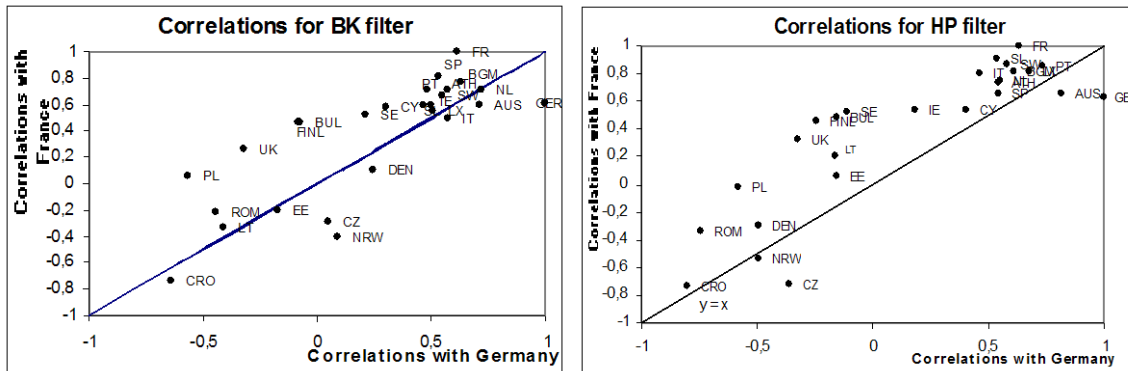 Correlations for BK filter
Correlations with
France
1
0,8
0,6
0,4
0,2
0
-0,2
-0,4
-0,6
-0,8
-1
FR
SP
BGM
PT
ATH
NL
IE
SW
AUS
GER
SE
CY
LX
IT
BUL
FINL
UK
DEN
PL
ROM
EE
CZ
LT
NRW
CRO
-1
-0,5
0
0,5
1
Correlations with Germany
Correlations for HP filter
Correlations with France
1
0,8
0,6
0,4
0,2
0
-0,2
-0,4
-0,6
-0,8
-1
FR
SL
SW
PT
IT
BGM
NL
ATH
SP
AUS
GE
SE
IE
CY
FINL
BUL
UK
LT
EE
PL
DEN
ROM
NRW
CRO
CZ
y=x
-1
-0,5
0
0,5
1
Correlations with Germany